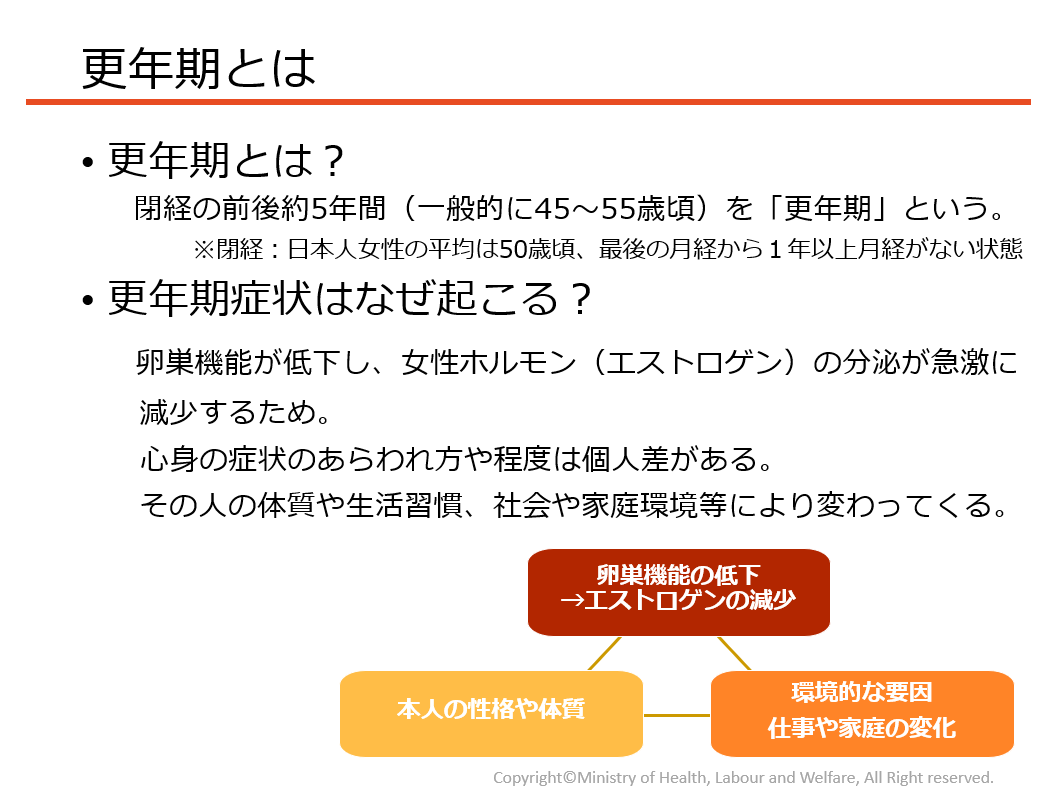 更年期とは
• 更年期とは？
閉経の前後約5年間（一般的に45～55歳頃）を「更年期」という。
※閉経：日本人女性の平均は50歳頃、最後の月経から１年以上月経がない状態
• 更年期症状はなぜ起こる？
卵巣機能が低下し、女性ホルモン（エストロゲン）の分泌が急激に
減少するため。
心身の症状のあらわれ方や程度は個人差がある。
その人の体質や生活習慣、社会や家庭環境等により変わってくる。
卵巣機能の低下
→エストロゲンの減少
本人の性格や体質
環境的な要因
仕事や家庭の変化
Copyright©Ministry of Health, Labour and Welfare, All Right reserved.